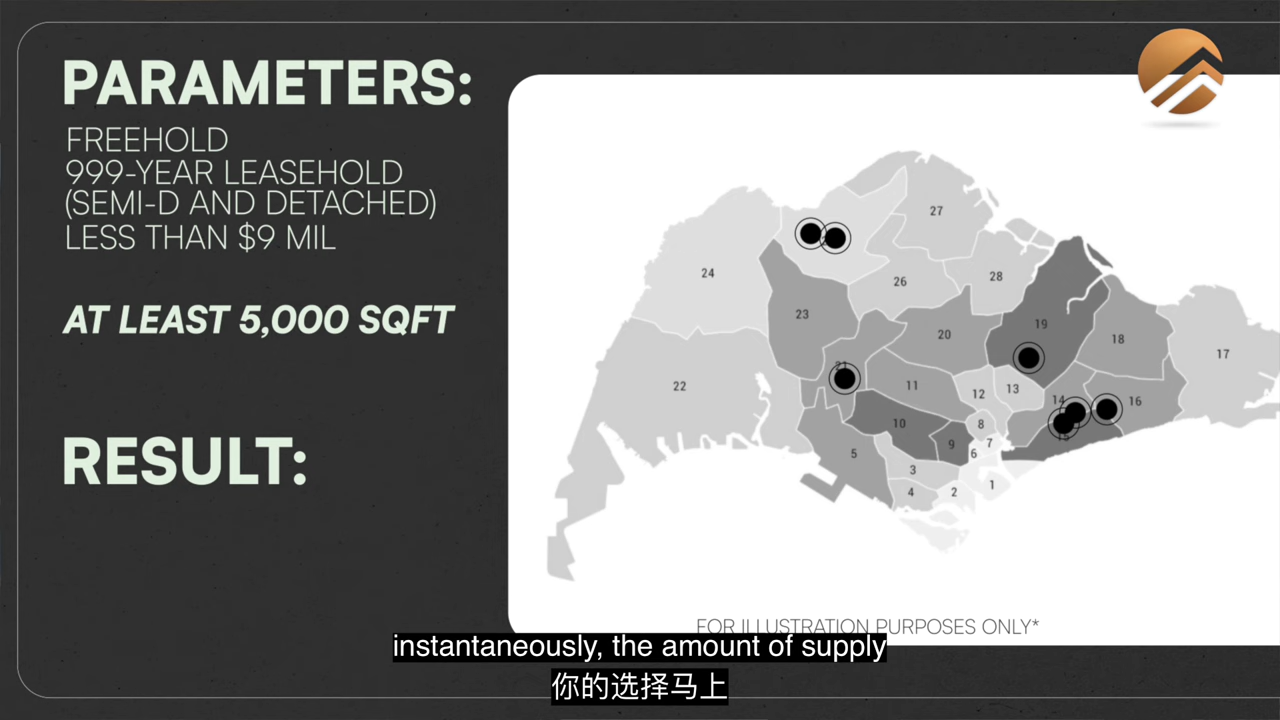 PARAMETERS:
FREEHOLD
999-YEAR LEASEHOLD
(SEMI-D AND DETACHED)
LESS THAN $9 MIL
AT LEAST 5,000 SQFT
RESULT:
27
24
26
28
23
19
20
18
17
21
22
11
12
13
14
16
10
8
15
9
7
5
6
3
1
4
2
FOR ILLUSTRATION PURPOSES ONLY*
instantaneously, the amount of supply
你的选择马上